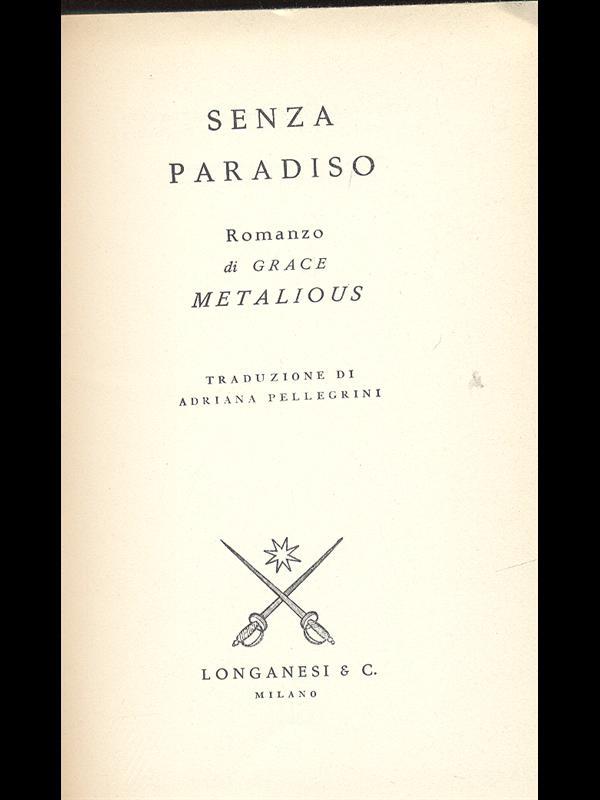 SENZA
PARADISO
Romanzo
di GRACE
METALIOUS
TRADUZIONE DI
ADRIANA PELLEGRINI
LONGANESI & C.
MILANO